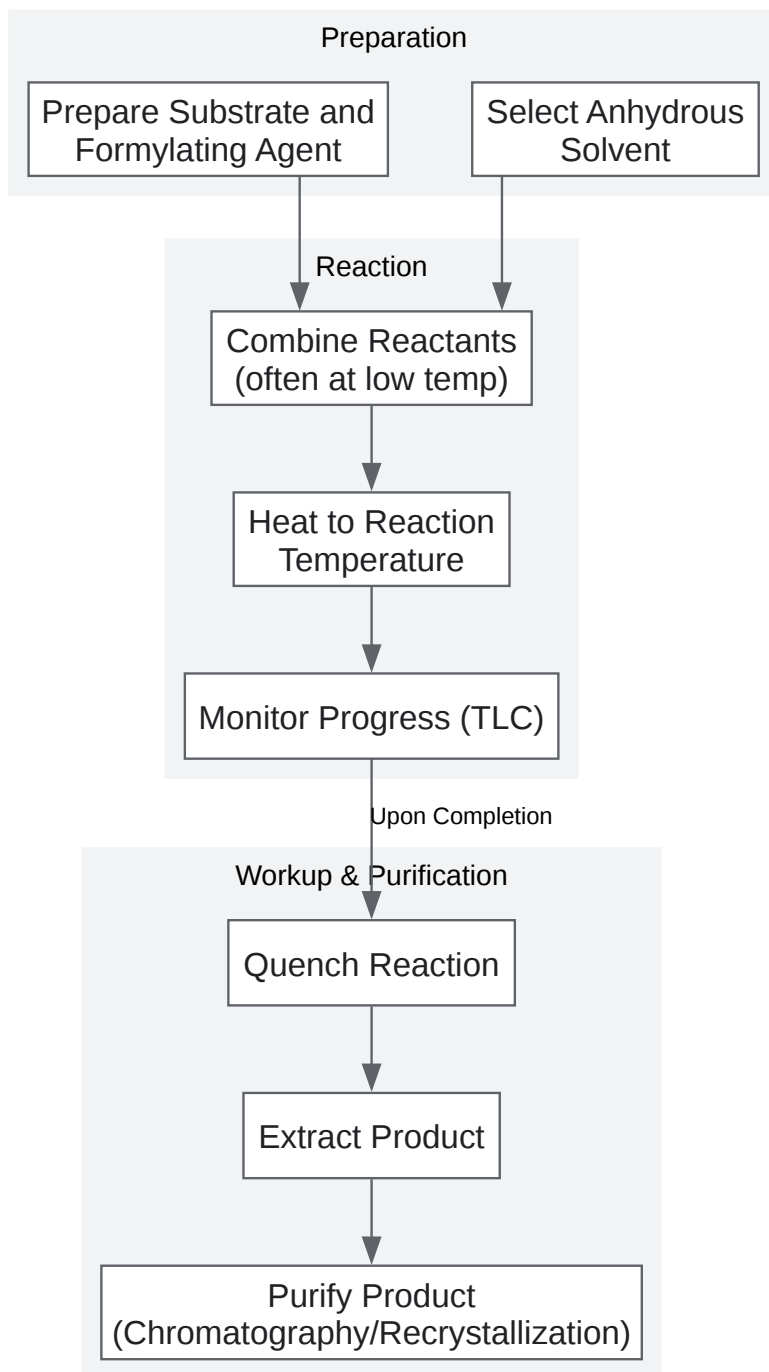 Preparation
Prepare Substrate and
Formylating Agent
Select Anhydrous
Solvent
Reaction
Combine Reactants
(often at low temp)
Heat to Reaction
Temperature
Monitor Progress (TLC)
Upon Completion
Workup & Purification
Quench Reaction
Extract Product
Purify Product
(Chromatography/Recrystallization)